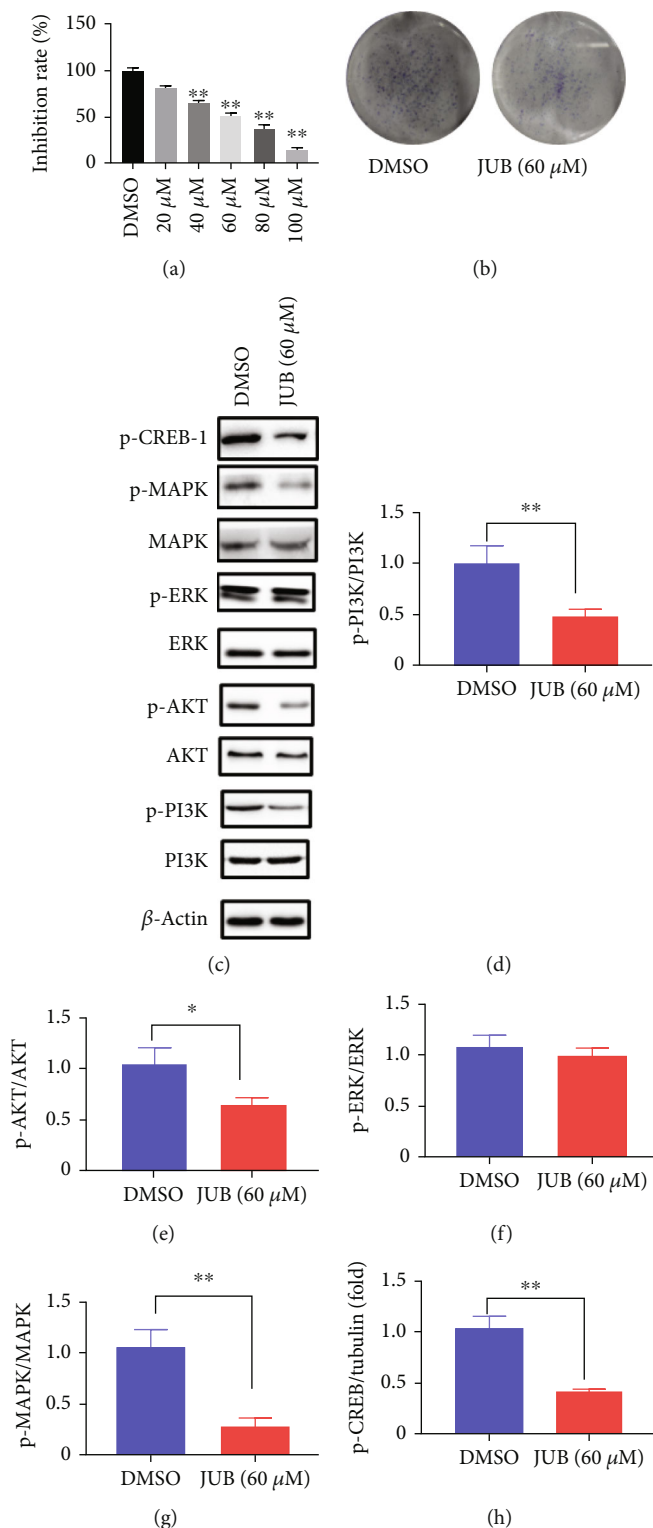 Inhibition rate (%)
150
100
50
0
**
**
**
**
DMSO
20 μM
40 μM
60 μM
80 μM
100 μM
(a)
DMSO
JUB (60 μM)
(b)
DMSO
JUB (60 μM)
p-CREB-1
p-MAPK
MAPK
p-ERK
ERK
p-AKT
AKT
p-PI3K
PI3K
β-Actin
(c)
p-PI3K/PI3K
1.5
1.0
0.5
0
**
DMSO
JUB (60 μM)
(d)
p-AKT/AKT
1.5
1.0
0.5
0
*
DMSO
JUB (60 μM)
(e)
p-ERK/ERK
1.5
1.0
0.5
0
DMSO
JUB (60 μM)
(f)
p-MAPK/MAPK
1.5
1.0
0.5
0
**
DMSO
JUB (60 μM)
(g)
p-CREB/tubulin (fold)
1.5
1.0
0.5
0
**
DMSO
JUB (60 μM)
(h)